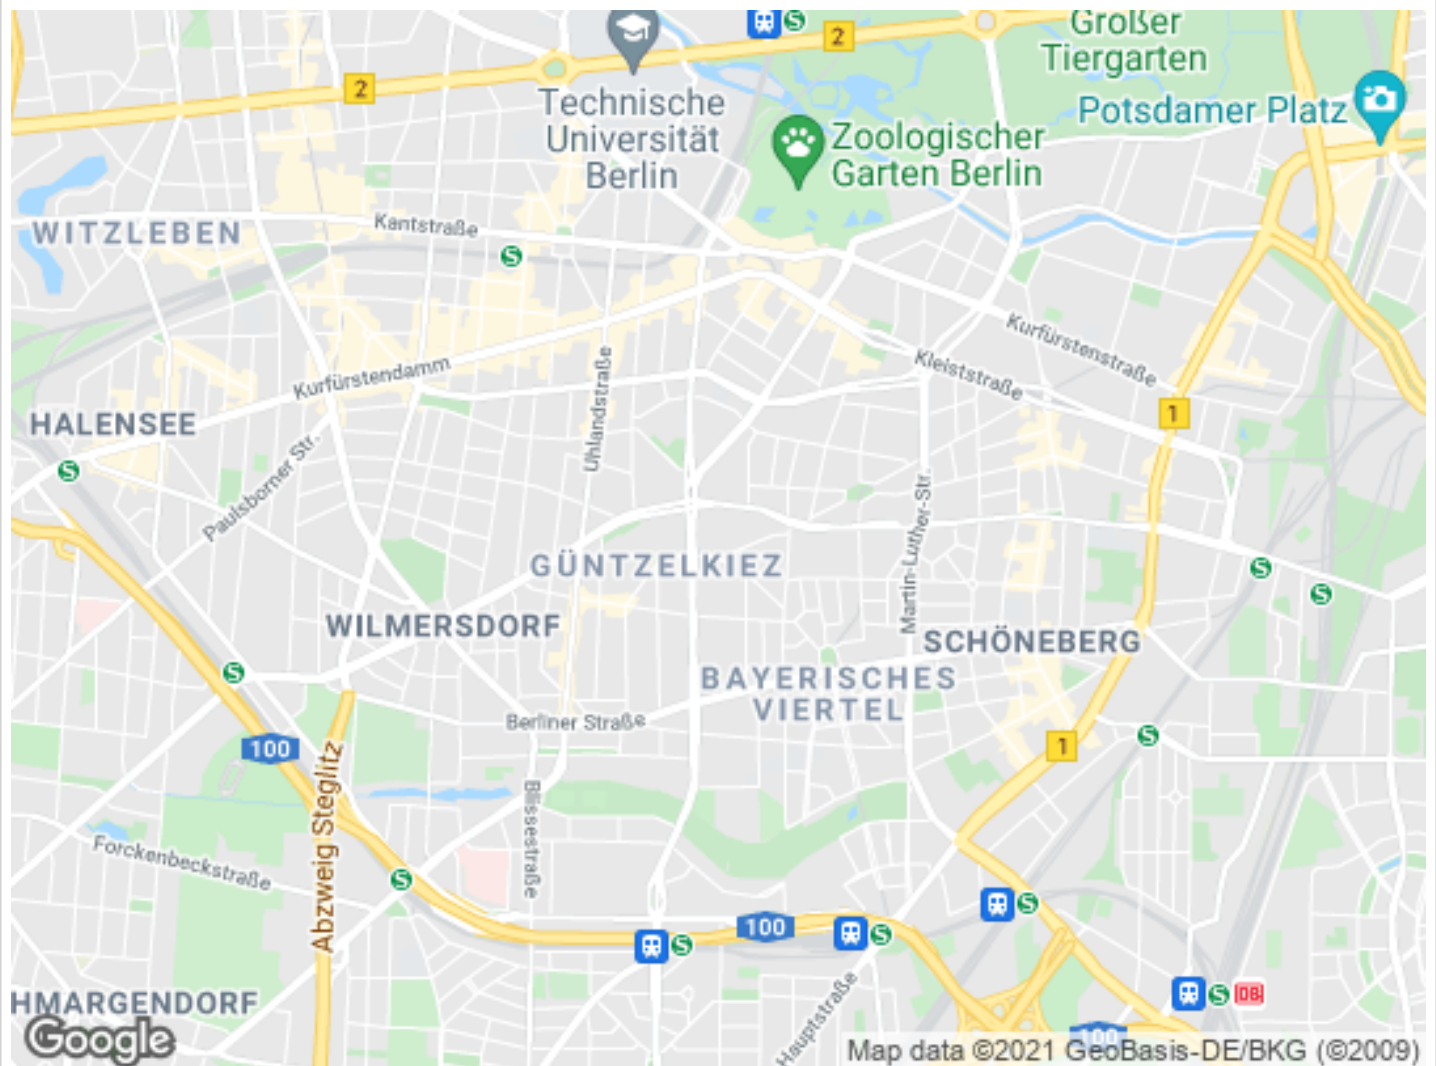 Großer
Tiergarten
2
S
2
Technische
Universität
Berlin
Potsdamer Platz
Zoologischer
Garten Berlin
Kantstraße
WITZLEBEN
S
Kurfürstenstraße
Kleiststraße
Kurfürstendamm
Uhlandstraße
1
HALENSEE
S
Paulsborner Str.
Martin-Luther-Str.
GÜNTZELKIEZ
S
S
WILMERSDORF
SCHÖNEBERG
S
BAYERISCHES
VIERTEL
Berliner Straße
100
1
S
Abzweig Steglitz
Blissestraße
Forckenbeckstraße
S
S
100
S
S
Hauptstraße
S
DB
HMARGENDORF
100
Google
Map data ©2021 GeoBasis-DE/BKG (©2009)